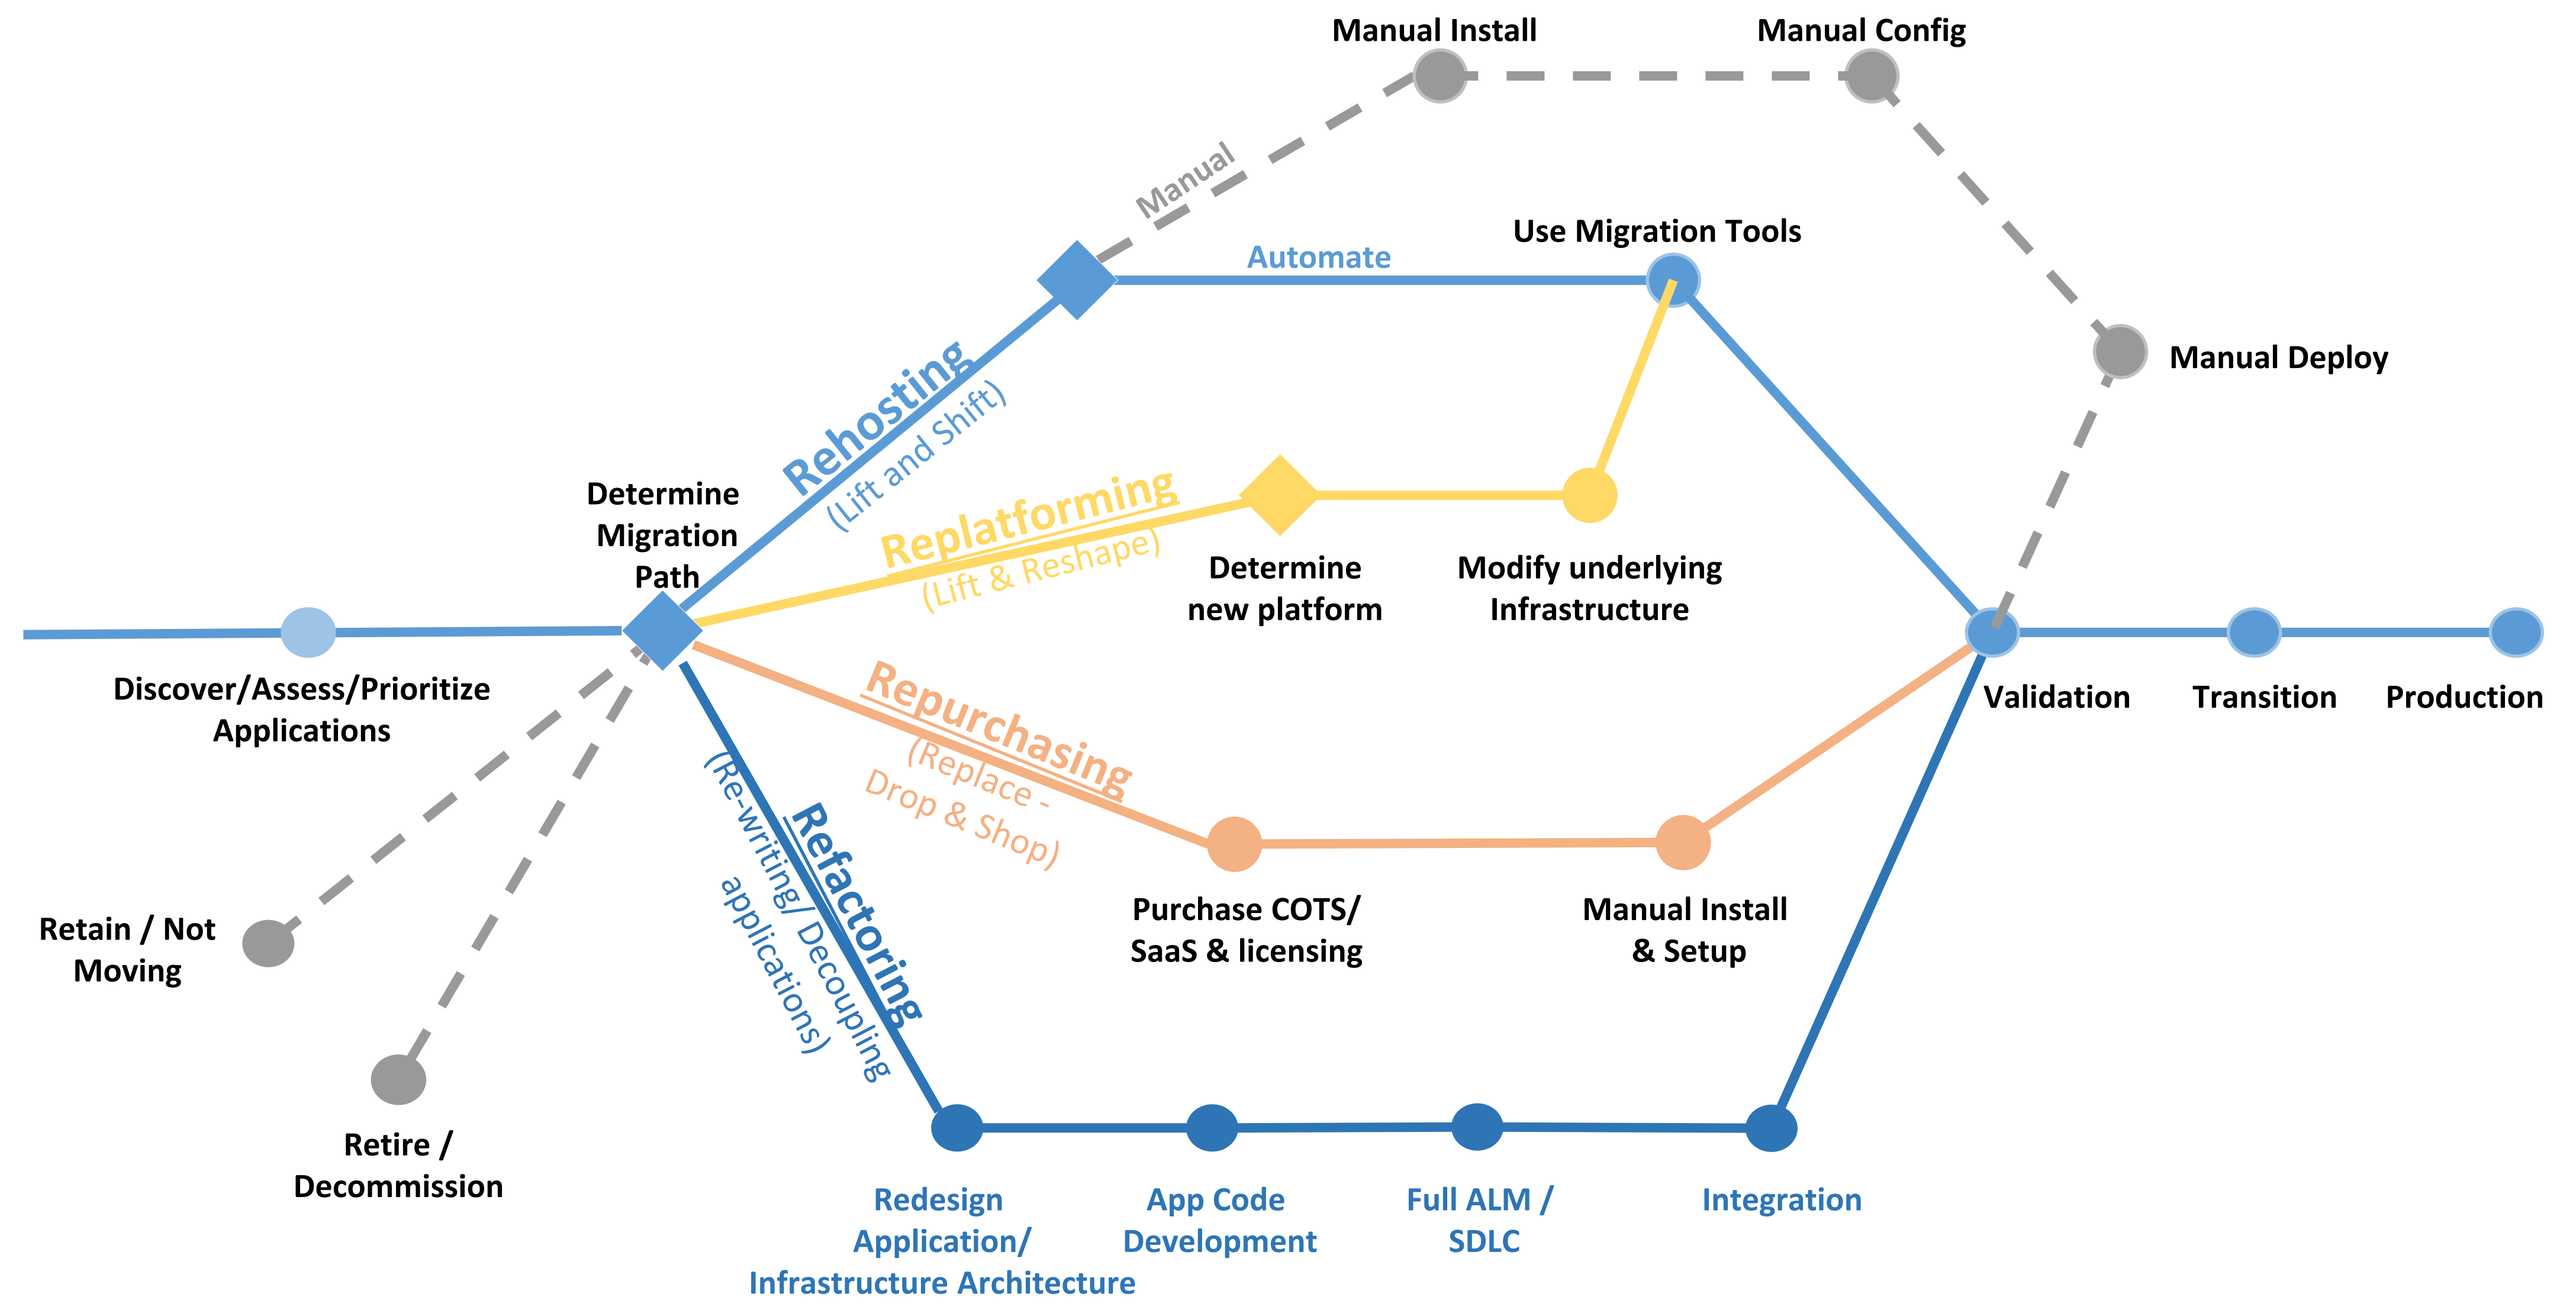 Manual Install
Manual Config
Manual
Use Migration Tools
Automate
Manual Deploy
Rehosting
(Lift and Shift)
Determine
Migration
Path
Replatforming
(Lift & Reshape)
Determine
new platform
Modify underlying
Infrastructure
Discover/Assess/Prioritize
Applications
Repurchasing
(Replace -
Drop & Shop)
Validation
Transition
Production
Refactoring
(Re-writing/ Decoupling
applications)
Purchase COTS/
SaaS & licensing
Manual Install
& Setup
Retain / Not
Moving
Retire /
Decommission
Redesign
Application/
Infrastructure Architecture
App Code
Development
Full ALM /
SDLC
Integration